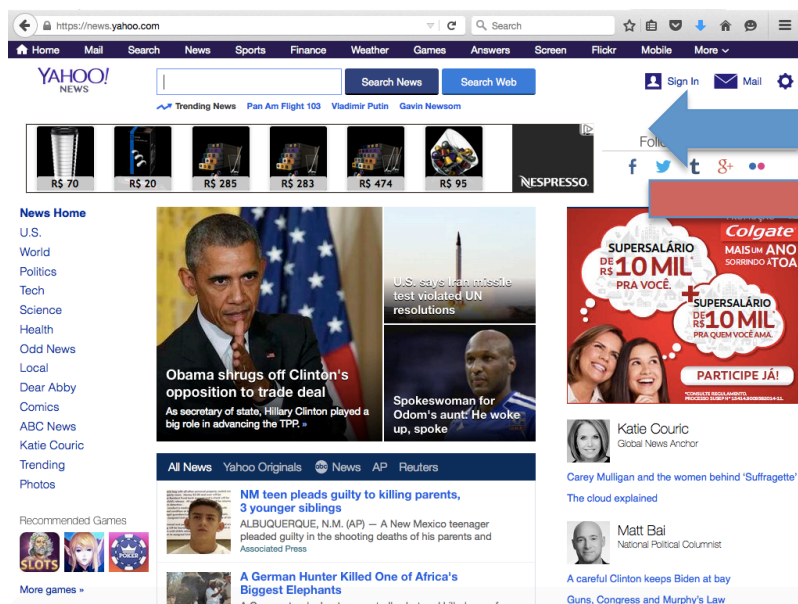 https://news.yahoo.com
Search
Home Mail Search News Sports Finance Weather Games Answers Screen Flickr Mobile More
YAHOO!
NEWS
Search News
Search Web
Sign In
Mail
Trending News Pan Am Flight 103 Vladimir Putin Gavin Newsom
R$ 70
R$ 20
R$ 285
R$ 283
R$ 474
R$ 95
NESPRESSO.
f t g+
News Home
U.S.
World
Politics
Tech
Science
Health
Odd News
Local
Dear Abby
Comics
ABC News
Katie Couric
Trending
Photos
Recommended Games
SLOTS
POKER
More games »
Obama shrugs off Clinton's
opposition to trade deal
As secretary of state, Hillary Clinton played a
big role in advancing the TPP. »
U.S. says Iran missile
test violated UN
resolutions
Spokeswoman for
Odom's aunt: He woke
up, spoke
All News Yahoo Originals abc News AP Reuters
NM teen pleads guilty to killing parents,
3 younger siblings
ALBUQUERQUE, N.M. (AP) — A New Mexico teenager
pleaded guilty in the shooting deaths of his parents and
Associated Press
A German Hunter Killed One of Africa's
Biggest Elephants
Colgate
MAIS UM ANO
SORRINDO À TOA
SUPERSALÁRIO
DE R$ 10 MIL*
PRA VOCÊ.
+
SUPERSALÁRIO
DE R$ 10 MIL*
PRA QUEM VOCÊ AMA.
PARTICIPE JÁ!
*CONSULTE REGULAMENTO.
Katie Couric
Global News Anchor
Carey Mulligan and the women behind 'Suffragette'
The cloud explained
Matt Bai
National Political Columnist
A careful Clinton keeps Biden at bay
Guns, Congress and Murphy's Law